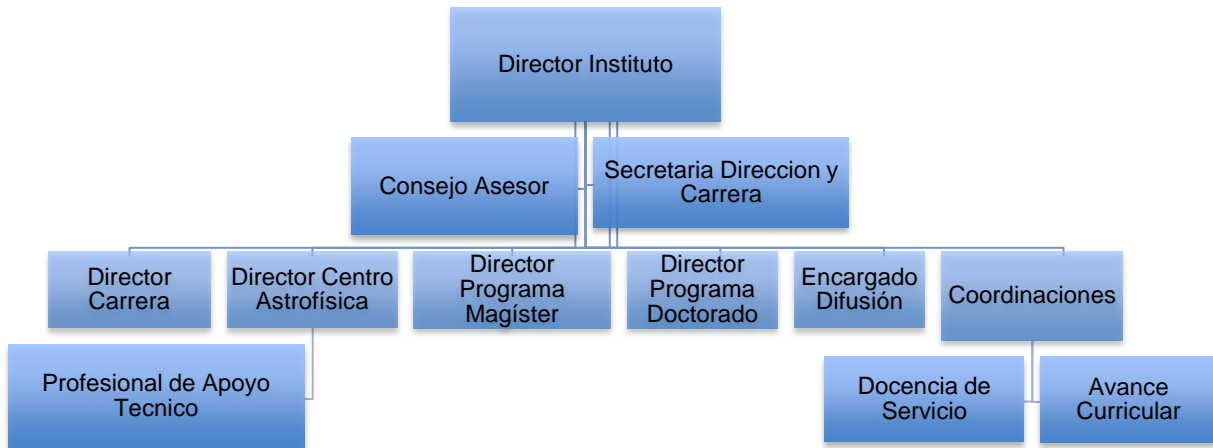 Director Instituto
Consejo Asesor
Secretaria Direccion y
Carrera
Director
Carrera
Director Centro
Astrofísica
Director
Programa
Magíster
Director
Programa
Doctorado
Encargado
Difusión
Coordinaciones
Profesional de Apoyo
Tecnico
Docencia de
Servicio
Avance
Curricular